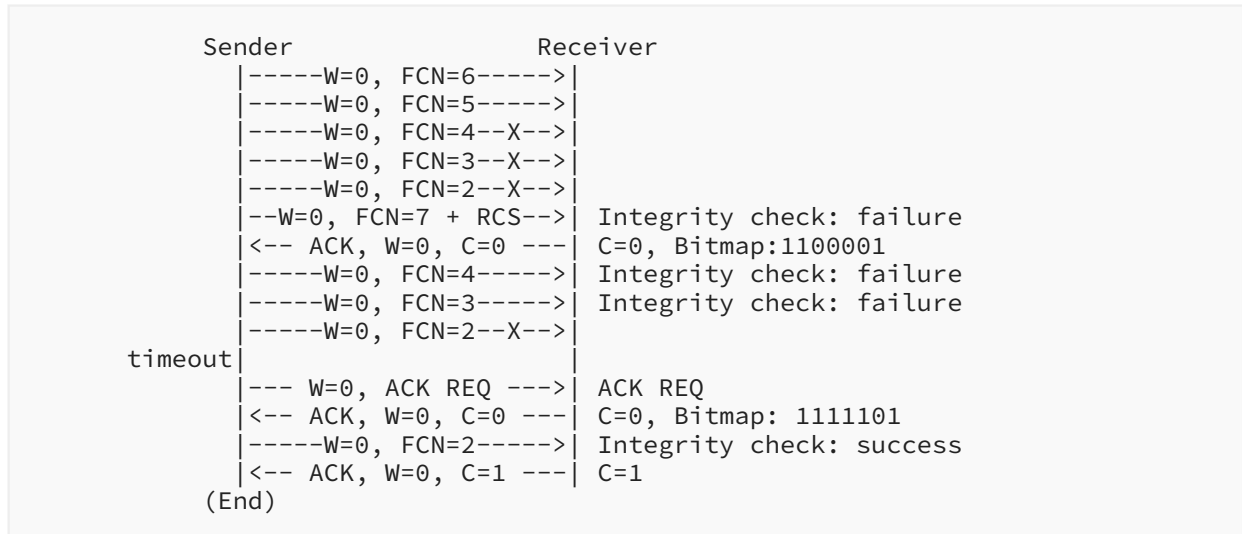 Sender                Receiver
|-----W=0, FCN=6----->|
|-----W=0, FCN=5----->|
|-----W=0, FCN=4--X-->|
|-----W=0, FCN=3--X-->|
|-----W=0, FCN=2--X-->|
|--W=0, FCN=7 + RCS-->| Integrity check: failure
|<-- ACK, W=0, C=0 ---| C=0, Bitmap:1100001
|-----W=0, FCN=4----->| Integrity check: failure
|-----W=0, FCN=3----->| Integrity check: failure
|-----W=0, FCN=2--X-->|
timeout|                     |
|--- W=0, ACK REQ --->| ACK REQ
|<-- ACK, W=0, C=0 ---| C=0, Bitmap: 1111101
|-----W=0, FCN=2----->| Integrity check: success
|<-- ACK, W=0, C=1 ---| C=1
(End)